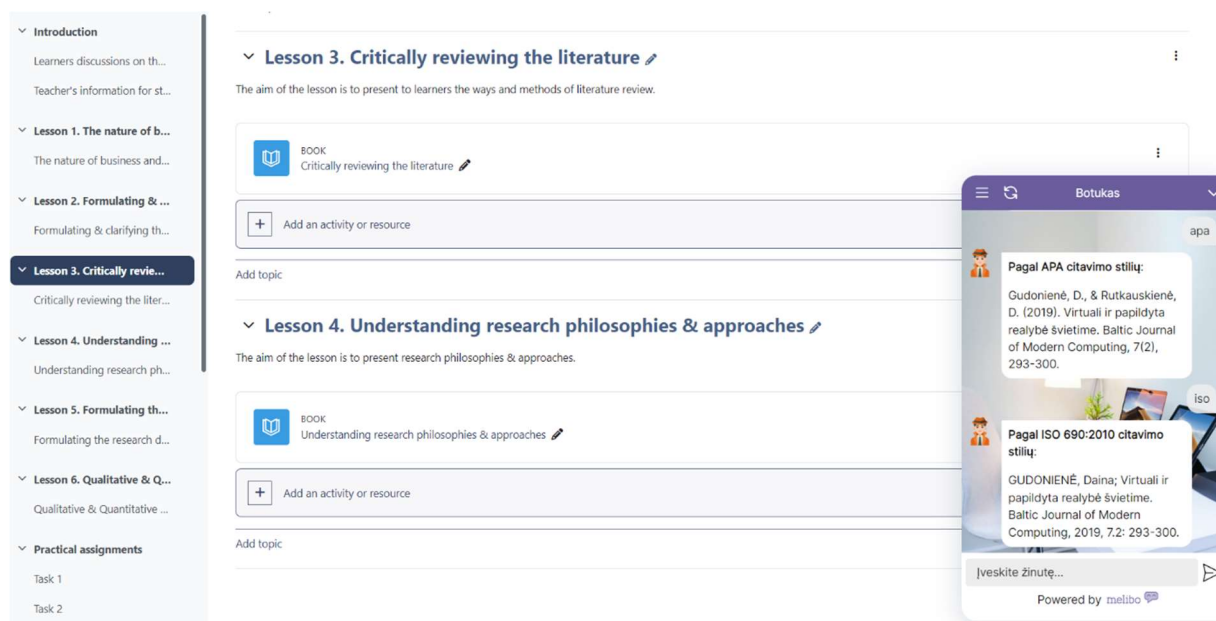 Introduction
Learners discussions on th...
Teacher's information for st...
Lesson 1. The nature of b...
The nature of business and...
Lesson 2. Formulating & ...
Formulating & clarifying th...
Lesson 3. Critically revie...
Critically reviewing the liter...
Lesson 4. Understanding ...
Understanding research ph...
Lesson 5. Formulating th...
Formulating the research d...
Lesson 6. Qualitative & Q...
Qualitative & Quantitative ...
Practical assignments
Task 1
Task 2
Lesson 3. Critically reviewing the literature
The aim of the lesson is to present to learners the ways and methods of literature review.
BOOK
Critically reviewing the literature
Add an activity or resource
Add topic
Lesson 4. Understanding research philosophies & approaches
The aim of the lesson is to present research philosophies & approaches.
BOOK
Understanding research philosophies & approaches
Add an activity or resource
Add topic
Botukas
apa
Pagal APA citavimo stilių:
Gudonienė, D., & Rutkauskienė,
D. (2019). Virtuali ir papildyta
realybė švietime. Baltic Journal
of Modern Computing, 7(2),
293-300.
iso
Pagal ISO 690:2010 citavimo
stilių:
GUDONIENĖ, Daina; Virtuali ir
papildyta realybė švietime.
Baltic Journal of Modern
Computing, 2019, 7.2: 293-300.
Įveskite žinutę...
Powered by melibo